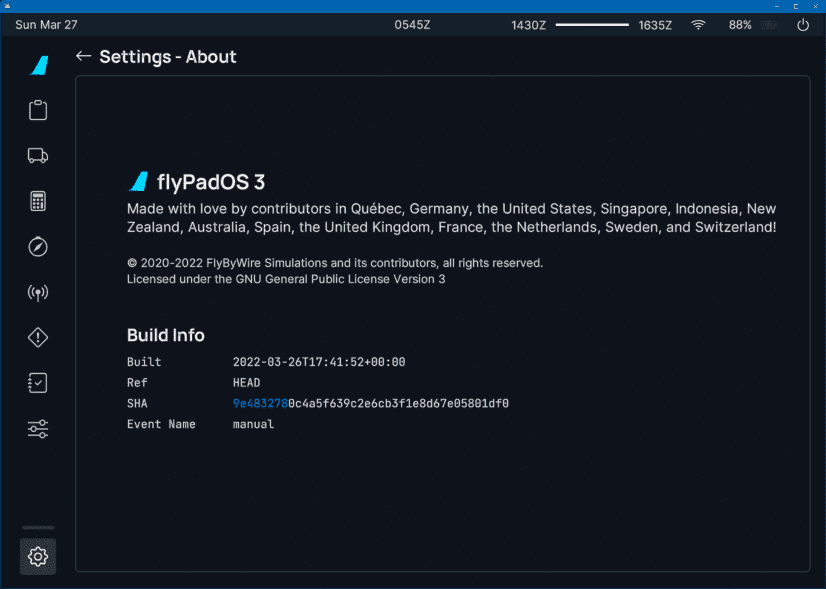 Sun Mar 27
0545Z
1430Z
1635Z
88%
← Settings - About
flyPadOS 3
Made with love by contributors in Québec, Germany, the United States, Singapore, Indonesia, New
Zealand, Australia, Spain, the United Kingdom, France, the Netherlands, Sweden, and Switzerland!
© 2020-2022 FlyByWire Simulations and its contributors, all rights reserved.
Licensed under the GNU General Public License Version 3
Build Info
Built 2022-03-26T17:41:52+00:00
Ref HEAD
SHA 9e4832780c4a5f639c2e6cb3f1e8d67e05801df0
Event Name manual